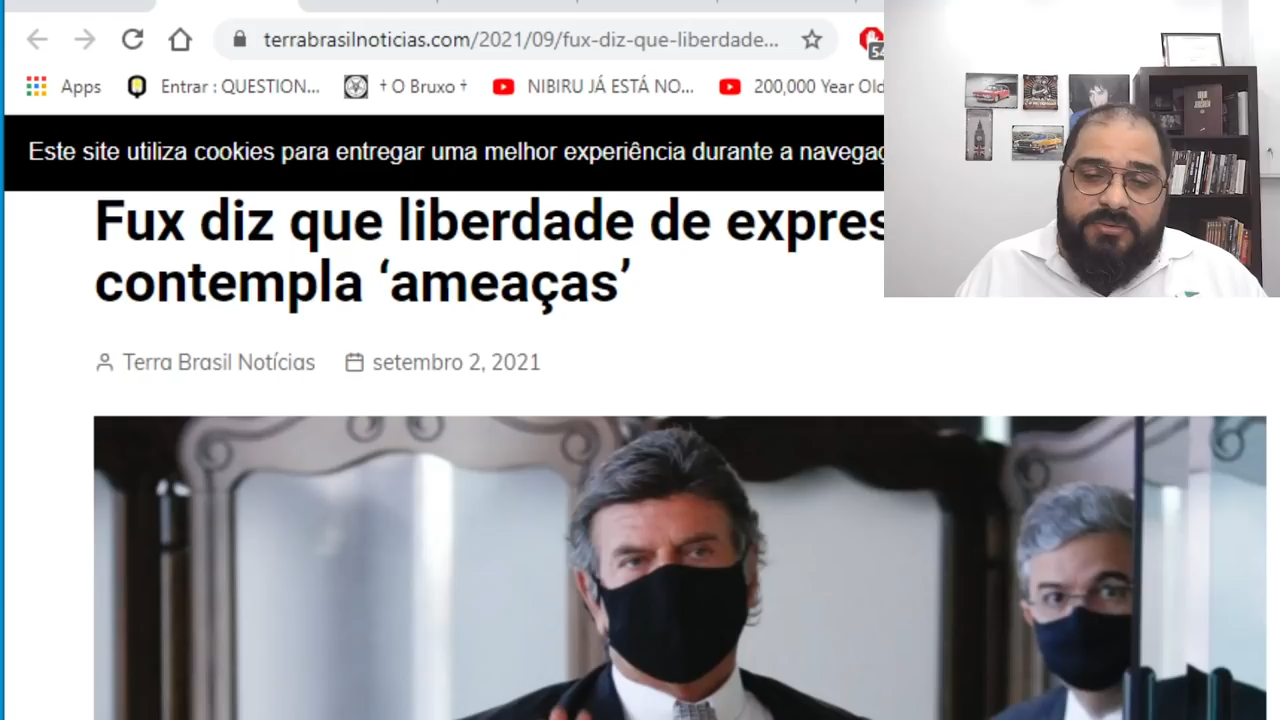 terrabrasilnoticias.com/2021/09/fux-diz-que-liberdade...
54
Apps
Entrar : QUESTION...
† O Bruxo †
NIBIRU JÁ ESTÁ NO...
200,000 Year Old
Este site utiliza cookies para entregar uma melhor experiência durante a navegaç
Fux diz que liberdade de expres
contempla ‘ameaças’
Terra Brasil Notícias
setembro 2, 2021